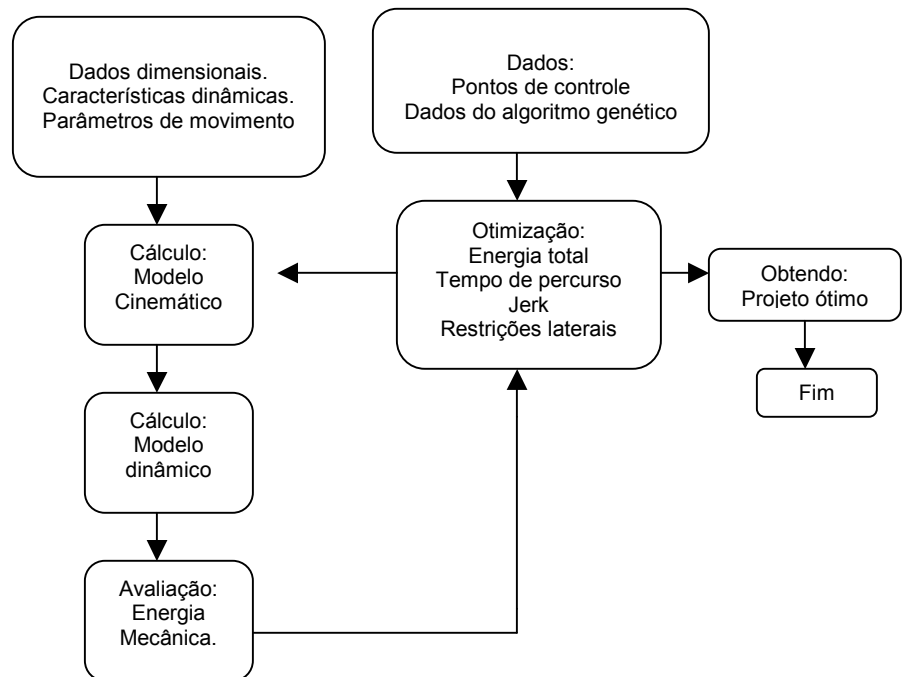 Dados dimensionais.
Características dinâmicas.
Parâmetros de movimento
Dados:
Pontos de controle
Dados do algoritmo genético
Cálculo:
Modelo
Cinemático
Otimização:
Energia total
Tempo de percurso
Jerk
Restrições laterais
Obtendo:
Projeto ótimo
Fim
Cálculo:
Modelo
dinâmico
Avaliação:
Energia
Mecânica.